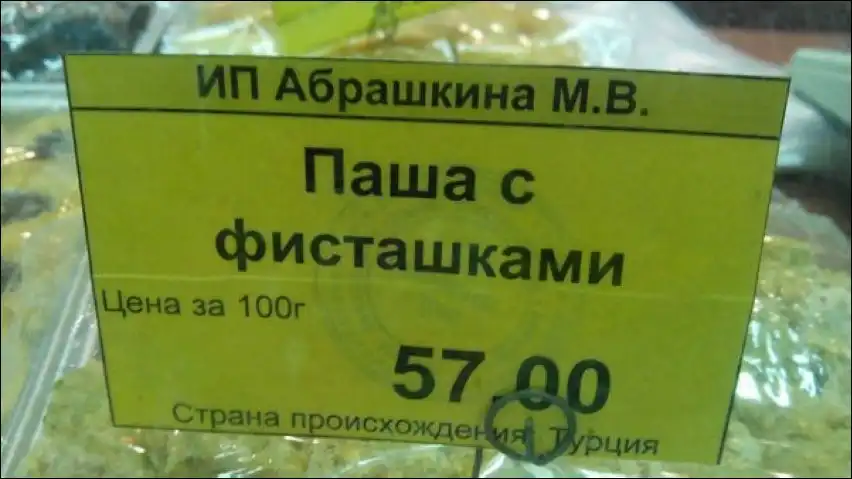 ИП Абрашкина М.В.
Паша с
фисташками
Цена за 100г
57.00
Страна происхождения Турция